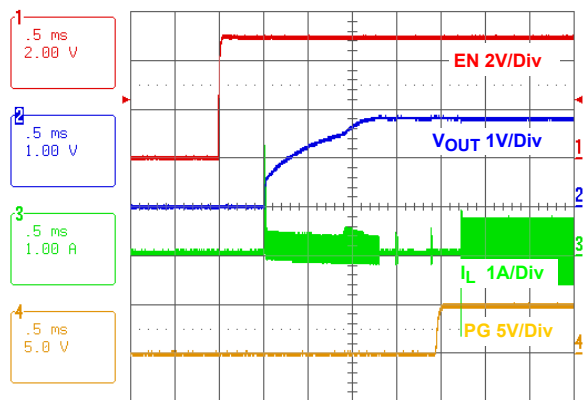 1
.5 ms
2.00 V
EN 2V/Div
2
.5 ms
1.00 V
VOUT 1V/Div
1
2
3
.5 ms
1.00 A
3
IL 1A/Div
4
.5 ms
5.0 V
PG 5V/Div
4